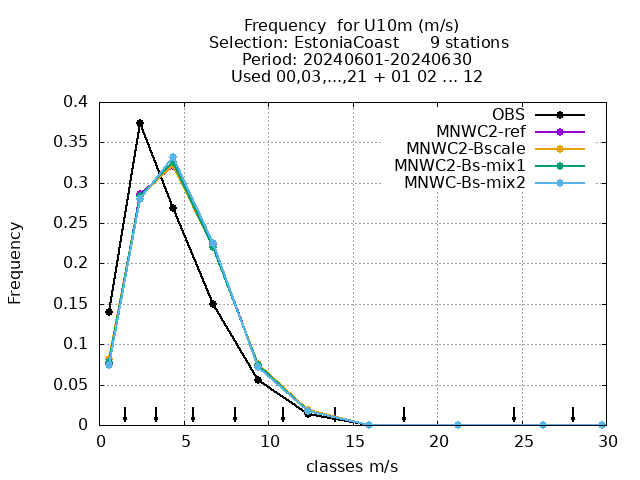 Frequency  for U10m (m/s)
Selection: EstoniaCoast      9 stations
Period: 20240601-20240630
Used 00,03,...,21 + 01 02 ... 12
OBS
MNWC2-ref
MNWC2-Bscale
MNWC2-Bs-mix1
MNWC-Bs-mix2
0.4
0.35
0.3
0.25
0.2
0.15
0.1
0.05
0
Frequency
0 5 10 15 20 25 30
classes m/s